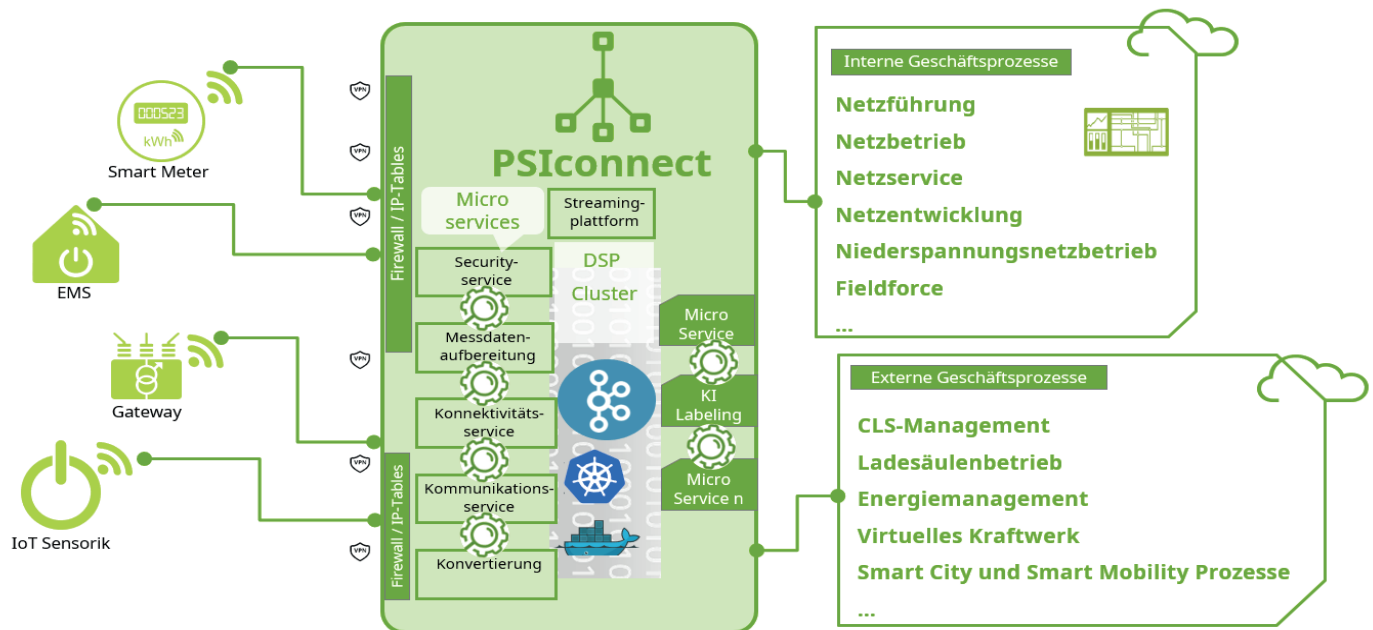 000523
kWh
Smart Meter
EMS
Gateway
IoT Sensorik
VPN
VPN
VPN
VPN
VPN
VPN
Firewall / IP-Tables
Firewall / IP-Tables
PSIconnect
Micro
services
Streaming-
plattform
Security-
service
Messdaten-
aufbereitung
Konnektivitäts-
service
Kommunikations-
service
Konvertierung
DSP
Cluster
Micro
Service
KI
Labeling
Micro
Service n
Interne Geschäftsprozesse
Netzführung
Netzbetrieb
Netzservice
Netzentwicklung
Niederspannungsnetzbetrieb
Fieldforce
...
Externe Geschäftsprozesse
CLS-Management
Ladesäulenbetrieb
Energiemanagement
Virtuelles Kraftwerk
Smart City und Smart Mobility Prozesse
...